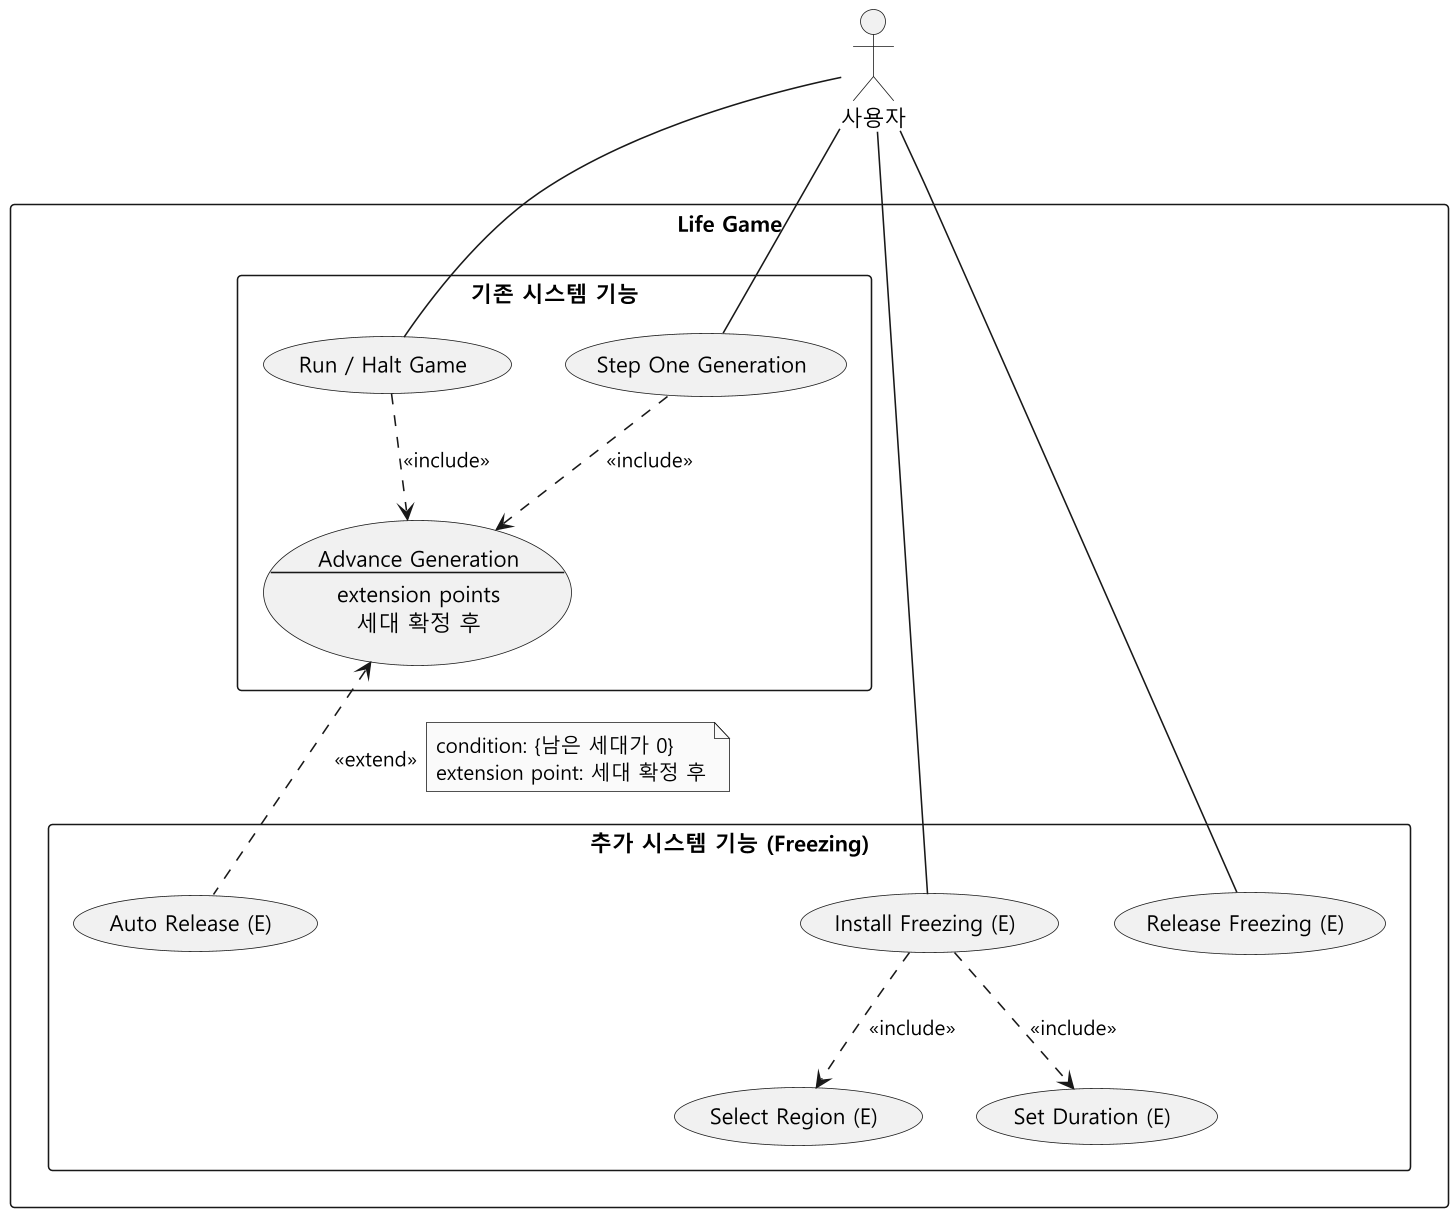 사용자
Life Game
기존 시스템 기능
Run / Halt Game
Step One Generation
«include»
«include»
Advance Generation
extension points
세대 확정 후
«extend»
condition: {남은 세대가 0}
extension point: 세대 확정 후
추가 시스템 기능 (Freezing)
Auto Release (E)
Install Freezing (E)
Release Freezing (E)
«include»
«include»
Select Region (E)
Set Duration (E)